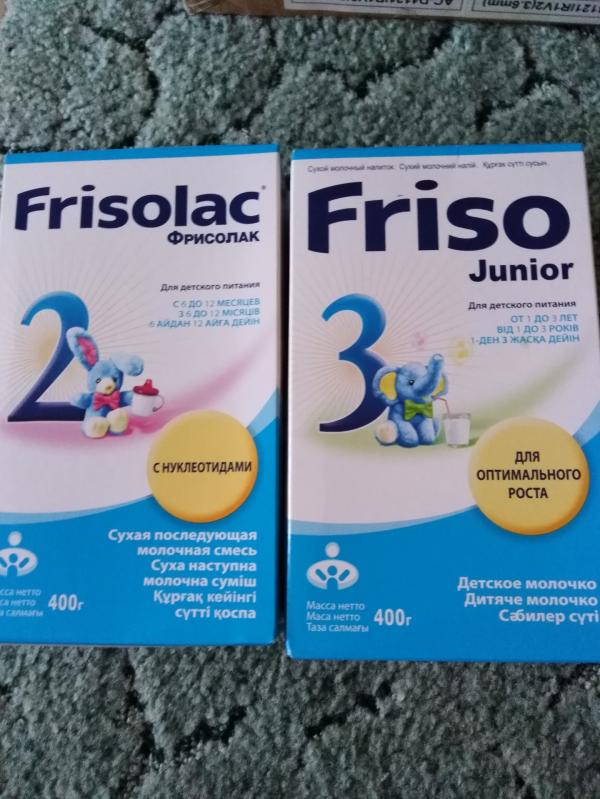 Frisolac®
Фрисолак
Для детского питания
С 6 ДО 12 МЕСЯЦЕВ
З 6 ДО 12 МІСЯЦІВ
6 АЙДАН 12 АЙҒА ДЕЙІН
2
С НУКЛЕОТИДАМИ
Сухая последующая
молочная смесь
Суха наступна
молочна суміш
Құрғақ кейінгі
сүтті қоспа
нетто
нетто
салмағы
400г
Сухой молочный напиток. Сухий молочний напій. Құрғақ сүтті сусын.
Friso
Junior
Для детского питания
ОТ 1 ДО 3 ЛЕТ
ВІД 1 ДО 3 РОКІВ
1-ДЕН 3 ЖАСҚА ДЕЙІН
3
ДЛЯ
ОПТИМАЛЬНОГО
РОСТА
Детское молочко
Дитяче молочко
Сәбилер сүті
Масса нетто
Маса нетто
Таза салмағы
400г